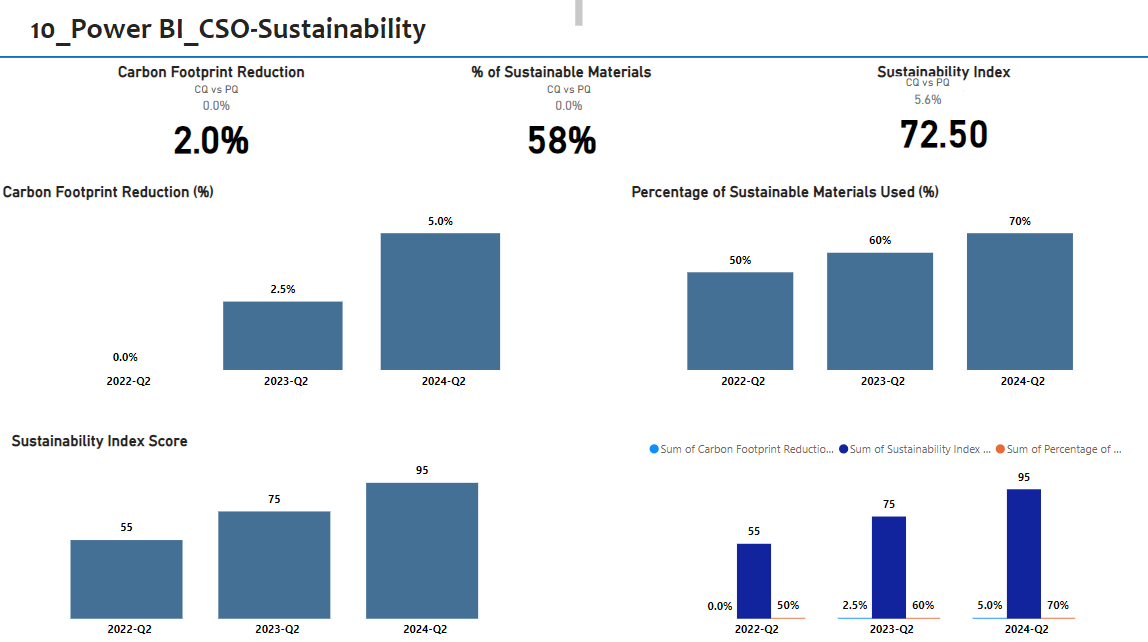 10_Power BI_CSO-Sustainability
Carbon Footprint Reduction
CQ vs PQ
0.0%
2.0%
% of Sustainable Materials
CQ vs PQ
0.0%
58%
Sustainability Index
CQ vs PQ
5.6%
72.50
Carbon Footprint Reduction (%)
5.0%
2.5%
0.0%
2022-Q2 2023-Q2 2024-Q2
Percentage of Sustainable Materials Used (%)
70%
60%
50%
2022-Q2 2023-Q2 2024-Q2
Sustainability Index Score
95
75
55
2022-Q2 2023-Q2 2024-Q2
Sum of Carbon Footprint Reductio... Sum of Sustainability Index ... Sum of Percentage of ...
95
75
55
0.0% 50% 2.5% 60% 5.0% 70%
2022-Q2 2023-Q2 2024-Q2